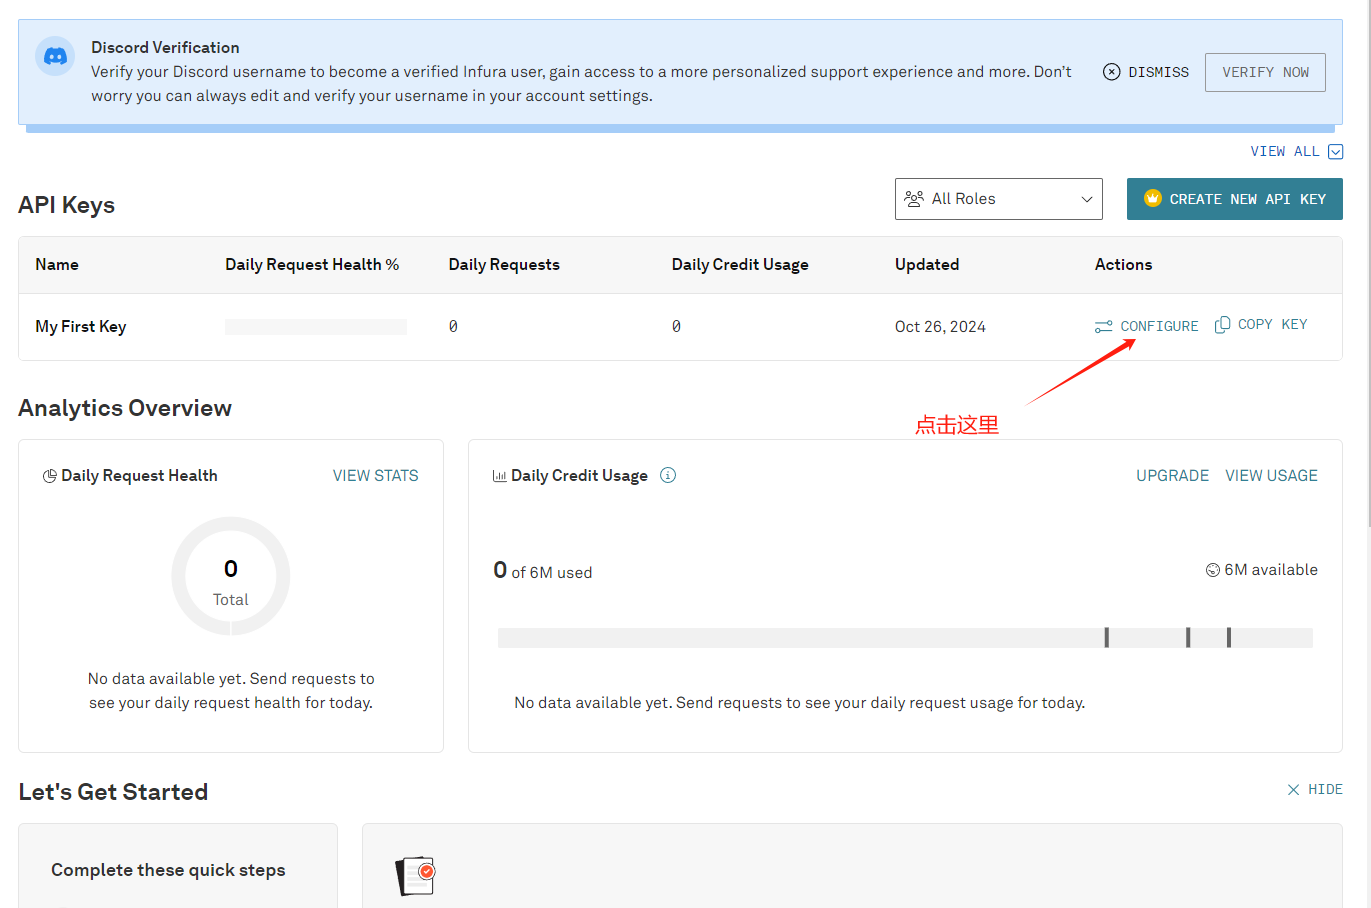 Discord Verification
Verify your Discord username to become a verified Infura user, gain access to a more personalized support experience and more. Don't
worry you can always edit and verify your username in your account settings.
DISMISS
VERIFY NOW
VIEW ALL
API Keys
All Roles
CREATE NEW API KEY
Name Daily Request Health % Daily Requests Daily Credit Usage Updated Actions
My First Key 0 0 Oct 26, 2024 CONFIGURE COPY KEY
点击这里
Analytics Overview
Daily Request Health VIEW STATS
0
Total
No data available yet. Send requests to
see your daily request health for today.
Daily Credit Usage UPGRADE VIEW USAGE
0 of 6M used
6M available
No data available yet. Send requests to see your daily request usage for today.
Let's Get Started
HIDE
Complete these quick steps